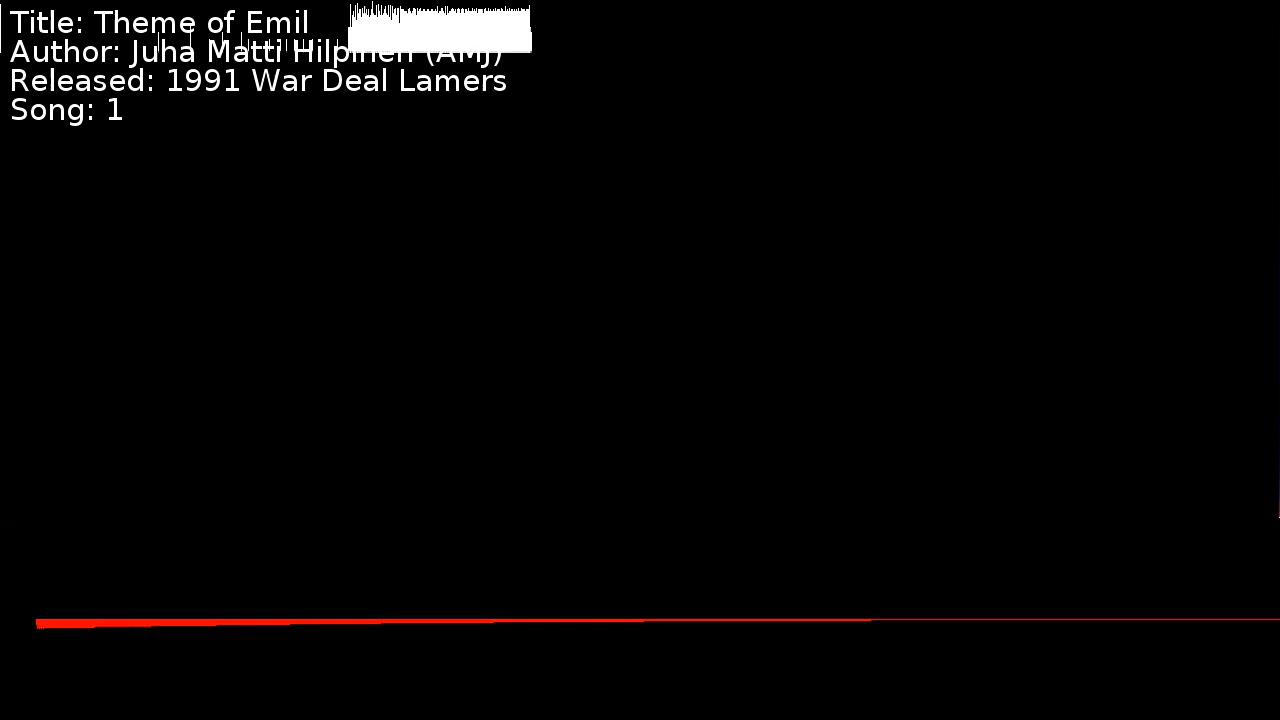 Title: Theme of Emil
Author: Juha Matti Hilpinen (AMJ)
Released: 1991 War Deal Lamers
Song: 1